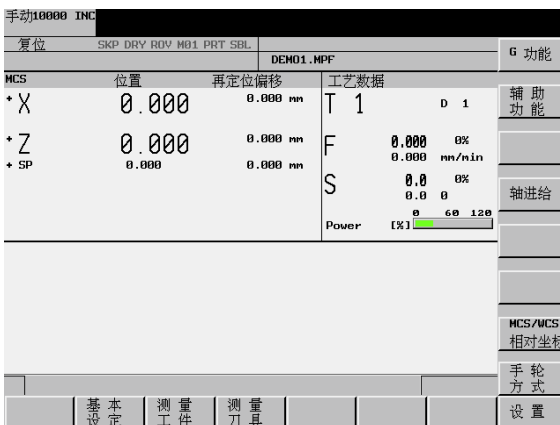 手动10000 INC
复位 SKP DRY ROV M01 PRT SBL
DEMO1.MPF
G功能
MCS 位置 再定位偏移 工艺数据
+ X 0.000 0.000 mm T 1 D 1
辅助
功能
+ Z 0.000 0.000 mm F 0.000 0%
0.000 mm/min
+ SP 0.000 0.000 mm
S 0.0 0%
0.0 0
轴进给
0 60 120
Power [%]
MCS/WCS
相对坐标
手轮
方式
基本
设定
测量
工件
测量
刀具
设置